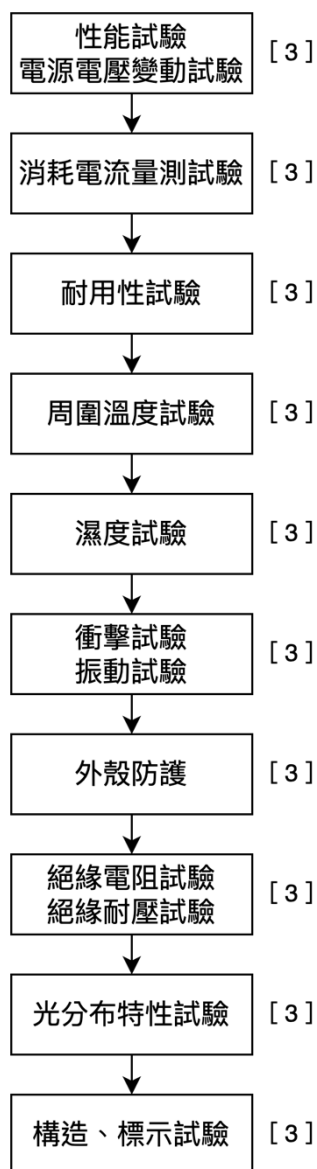 性能試驗
電源電壓變動試驗
[ 3 ]
消耗電流量測試驗
[ 3 ]
耐用性試驗
[ 3 ]
周圍溫度試驗
[ 3 ]
濕度試驗
[ 3 ]
衝擊試驗
振動試驗
[ 3 ]
外殼防護
[ 3 ]
絕緣電阻試驗
絕緣耐壓試驗
[ 3 ]
光分布特性試驗
[ 3 ]
構造、標示試驗
[ 3 ]